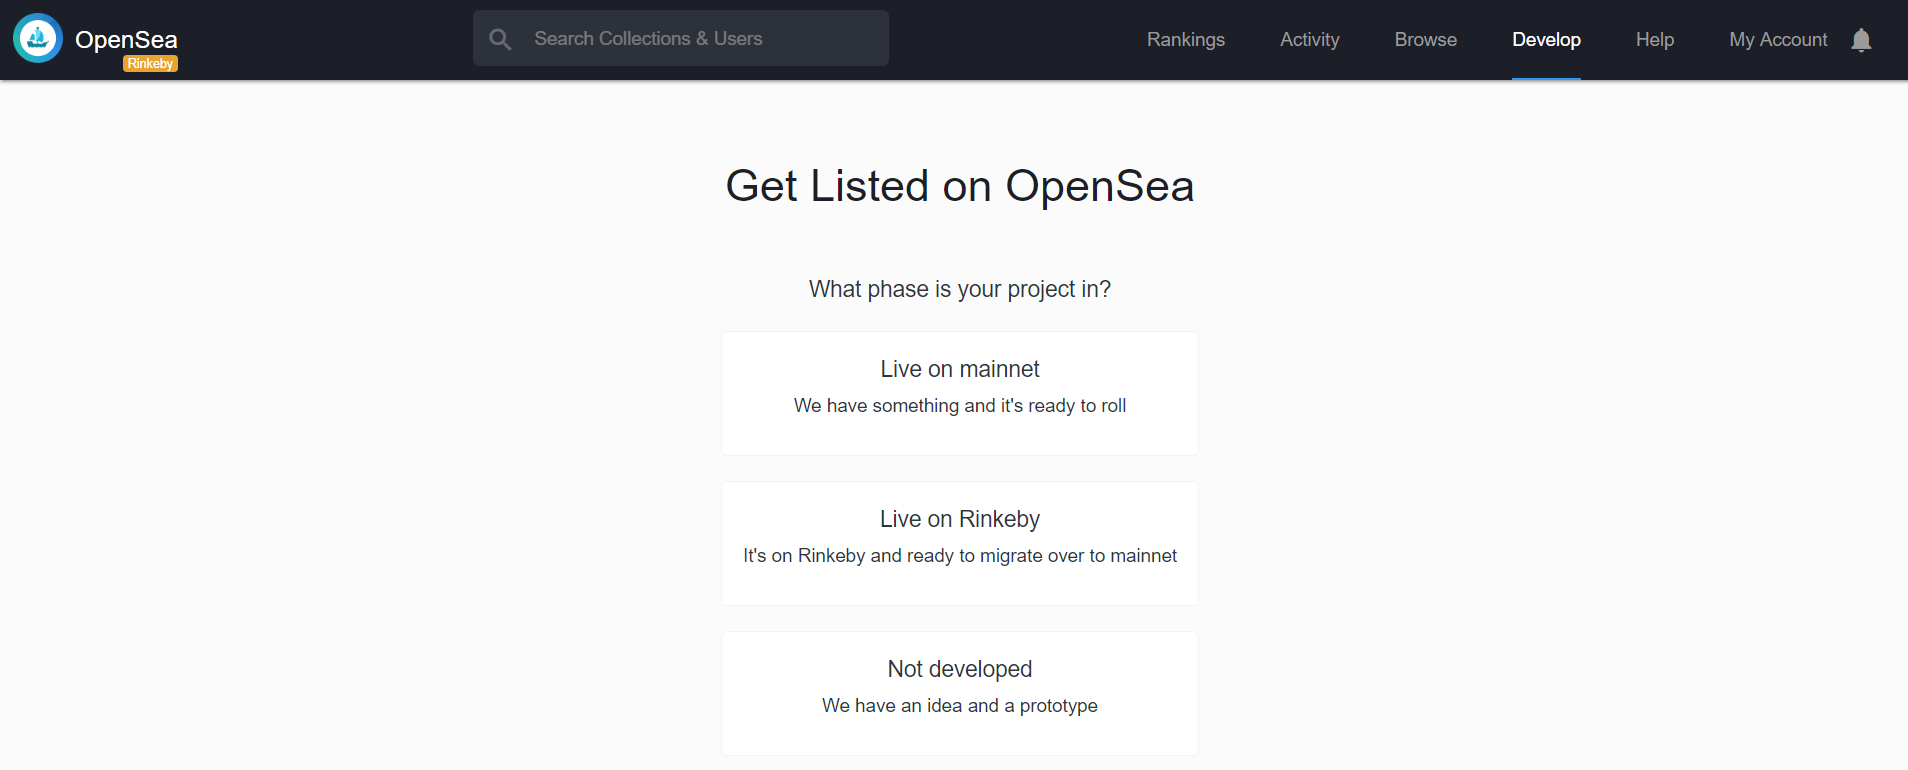 OpenSea
Rinkeby
Search Collections & Users
Rankings
Activity
Browse
Develop
Help
My Account
Get Listed on OpenSea
What phase is your project in?
Live on mainnet
We have something and it's ready to roll
Live on Rinkeby
It's on Rinkeby and ready to migrate over to mainnet
Not developed
We have an idea and a prototype